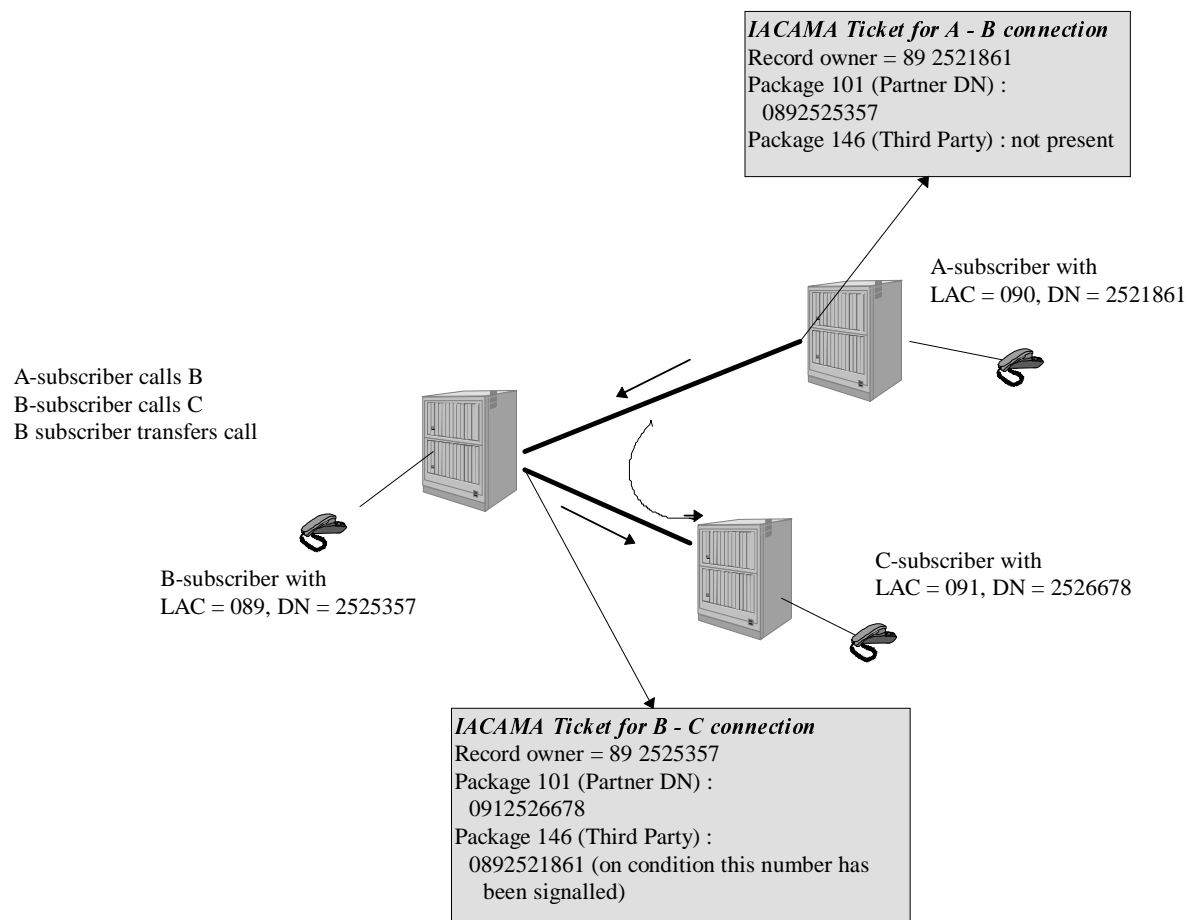 IACAMA Ticket for A - B connection
Record owner = 89 2521861
Package 101 (Partner DN) :
0892525357
Package 146 (Third Party) : not present
A-subscriber with
LAC = 090, DN = 2521861
A-subscriber calls B
B-subscriber calls C
B subscriber transfers call
B-subscriber with
LAC = 089, DN = 2525357
C-subscriber with
LAC = 091, DN = 2526678
IACAMA Ticket for B - C connection
Record owner = 89 2525357
Package 101 (Partner DN) :
0912526678
Package 146 (Third Party) :
0892521861 (on condition this number has
been signalled)